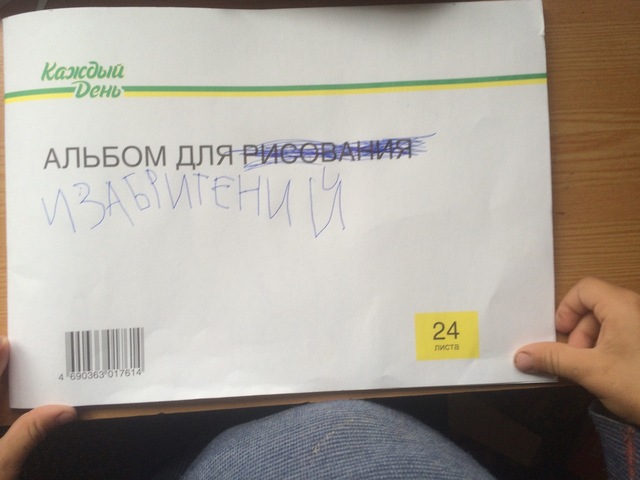 Каждый
День
АЛЬБОМ ДЛЯ РИСОВАНИЯ
ИЗАБРИТЕНИЙ
24
листа
4 690363 017614